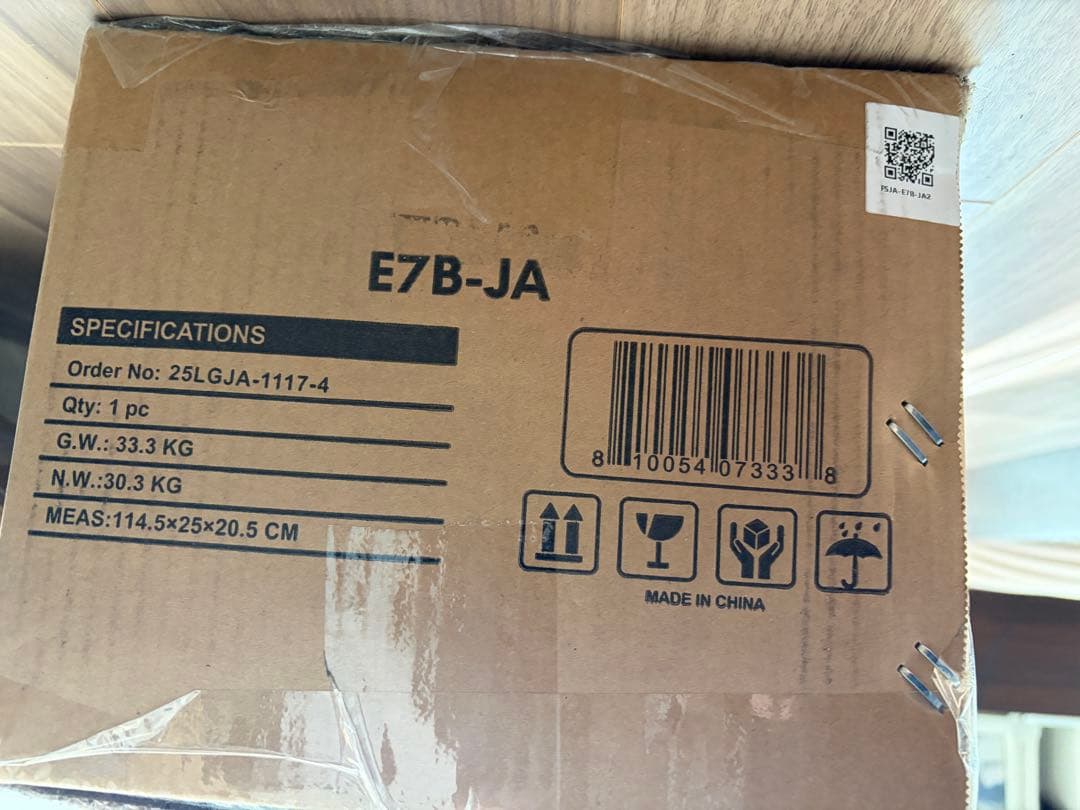 FSJA-E7B-JA2
E7B-JA
SPECIFICATIONS
Order No: 25LGJA-1117-4
Qty: 1 pc
G.W.: 33.3 KG
N.W.:30.3 KG
MEAS:114.5×25×20.5 CM
8 10054 07333 8
MADE IN CHINA